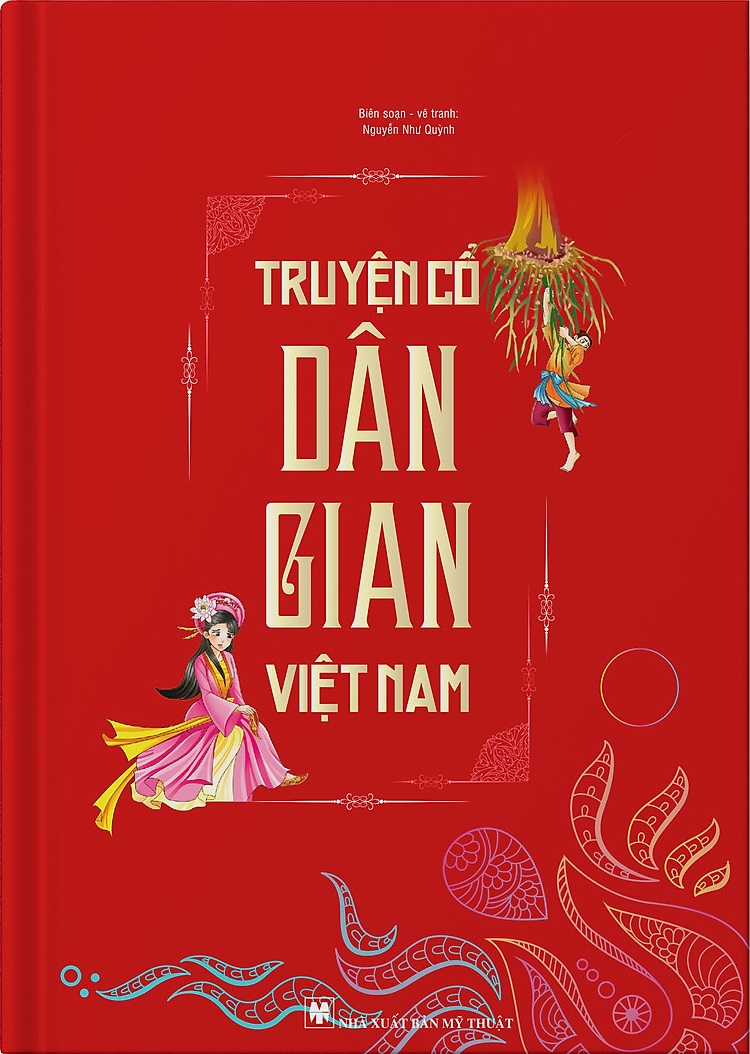 Biên soạn - vẽ tranh:
Nguyễn Như Quỳnh
TRUYỆN CỔ
DÂN
GIAN
VIỆT NAM
NHÀ XUẤT BẢN MỸ THUẬT